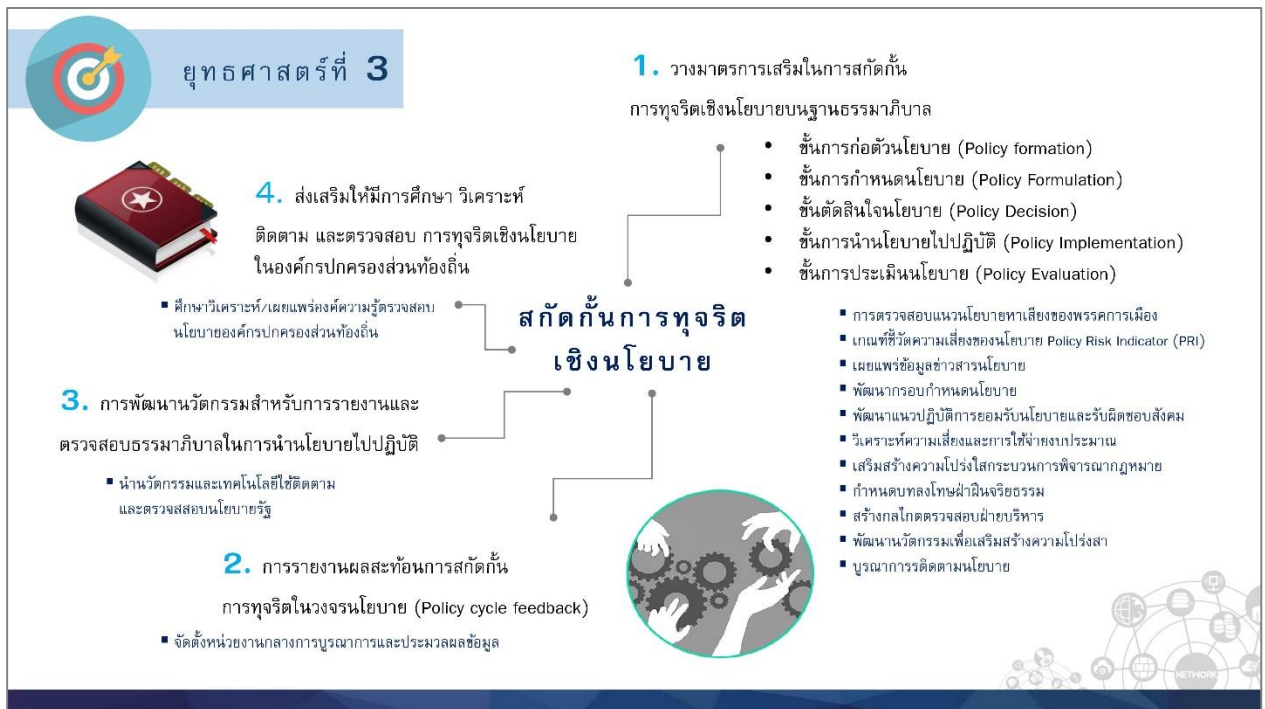 ยุทธศาสตร์ที่ 3
1. วางมาตรการเสริมในการสกัดกั้น
การทุจริตเชิงนโยบายบนฐานธรรมาภิบาล
• ขั้นการก่อตัวนโยบาย (Policy formation)
• ขั้นการกำหนดนโยบาย (Policy Formulation)
• ขั้นตัดสินใจนโยบาย (Policy Decision)
• ขั้นการนำนโยบายไปปฏิบัติ (Policy Implementation)
• ขั้นการประเมินนโยบาย (Policy Evaluation)
▪ การตรวจสอบแนวนโยบายหาเสียงของพรรคการเมือง
▪ เกณฑ์ชี้วัดความเสี่ยงของนโยบาย Policy Risk Indicator (PRI)
▪ เผยแพร่ข้อมูลข่าวสารนโยบาย
▪ พัฒนากรอบกำหนดนโยบาย
▪ พัฒนาแนวปฏิบัติการยอมรับนโยบายและรับผิดชอบสังคม
▪ วิเคราะห์ความเสี่ยงและการใช้จ่ายงบประมาณ
▪ เสริมสร้างความโปร่งใสกระบวนการพิจารณากฎหมาย
▪ กำหนดบทลงโทษฝ่าฝืนจริยธรรม
▪ สร้างกลไกตตรวจสอบฝ่ายบริหาร
▪ พัฒนานวัตกรรมเพื่อเสริมสร้างความโปร่งสา
▪ บูรณาการรติดตามนโยบาย
4. ส่งเสริมให้มีการศึกษา วิเคราะห์
ติดตาม และตรวจสอบ การทุจริตเชิงนโยบาย
ในองค์กรปกครองส่วนท้องถิ่น
▪ ศึกษาวิเคราะห์/เผยแพร่องค์ความรู้ตรวจสอบ
นโยบายองค์กรปกครองส่วนท้องถิ่น
สกัดกั้นการทุจริต
เชิงนโยบาย
3. การพัฒนานวัตกรรมสำหรับการรายงานและ
ตรวจสอบธรรมาภิบาลในการนำนโยบายไปปฏิบัติ
▪ นำนวัตกรรมและเทคโนโลยีใช้ติดตาม
และตรวจสสอบนโยบายรัฐ
2. การรายงานผลสะท้อนการสกัดกั้น
การทุจริตในวงจรนโยบาย (Policy cycle feedback)
▪ จัดตั้งหน่วยงานกลางการบูรณาการและประมวลผลข้อมูล
NETWORK